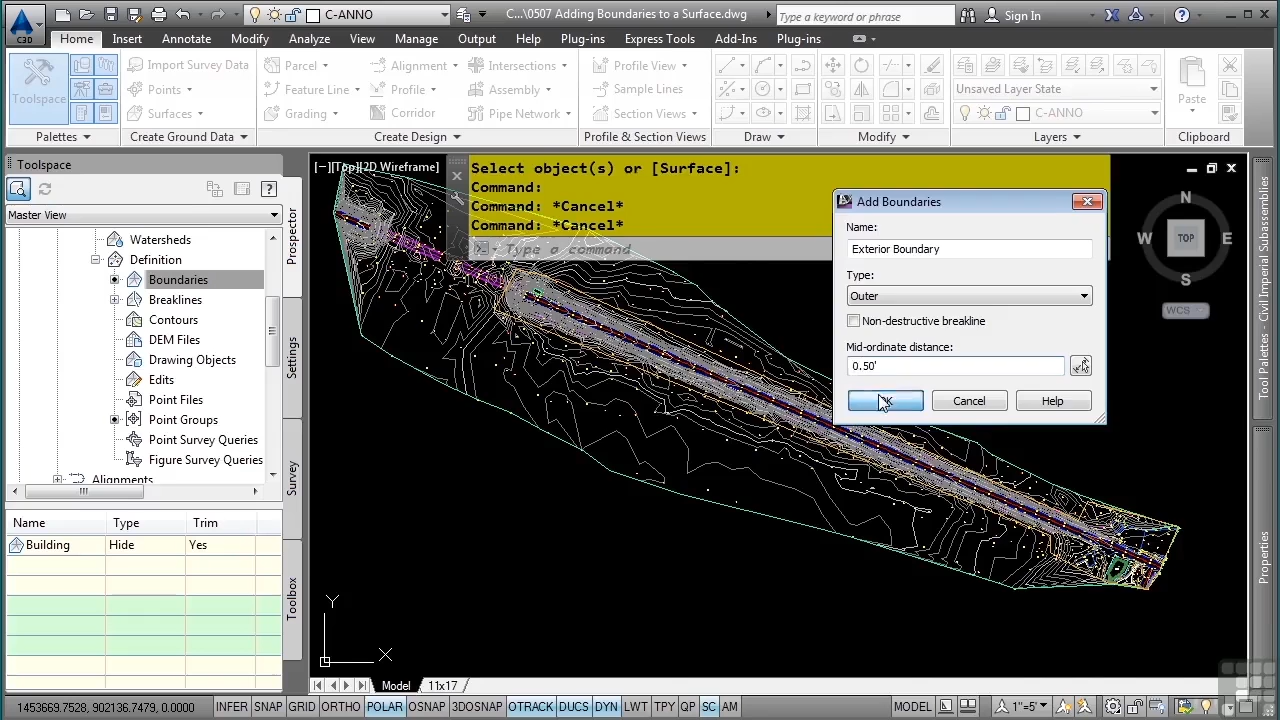 C3D
C-ANNO
C...\0507 Adding Boundaries to a Surface.dwg
Type a keyword or phrase
Sign In
Home Insert Annotate Modify Analyze View Manage Output Help Plug-ins Express Tools Add-Ins Plug-ins
Toolspace
Import Survey Data
Points
Surfaces
Parcel
Feature Line
Grading
Alignment
Profile
Corridor
Intersections
Assembly
Pipe Network
Profile View
Sample Lines
Section Views
Unsaved Layer State
C-ANNO
Paste
Palettes
Create Ground Data
Create Design
Profile & Section Views
Draw
Modify
Layers
Clipboard
Toolspace
Master View
Watersheds
Definition
Boundaries
Breaklines
Contours
DEM Files
Drawing Objects
Edits
Point Files
Point Groups
Point Survey Queries
Figure Survey Queries
Alignments
Name Type Trim
Building Hide Yes
Prospector
Settings
Survey
Toolbox
[−][Top][2D Wireframe]
Select object(s) or [Surface]:
Command:
Command: *Cancel*
Command: *Cancel*
Type a command
Add Boundaries
Name:
Exterior Boundary
Type:
Outer
Non-destructive breakline
Mid-ordinate distance:
0.50'
OK Cancel Help
N
W TOP E
S
WCS
Tool Palettes - Civil Imperial Subassemblies
Properties
Y
X
Model 11x17
1453669.7528, 902136.7479, 0.0000
INFER SNAP GRID ORTHO POLAR OSNAP 3DOSNAP OTRACK DUCS DYN LWT TPY QP SC AM
MODEL
1"=5'